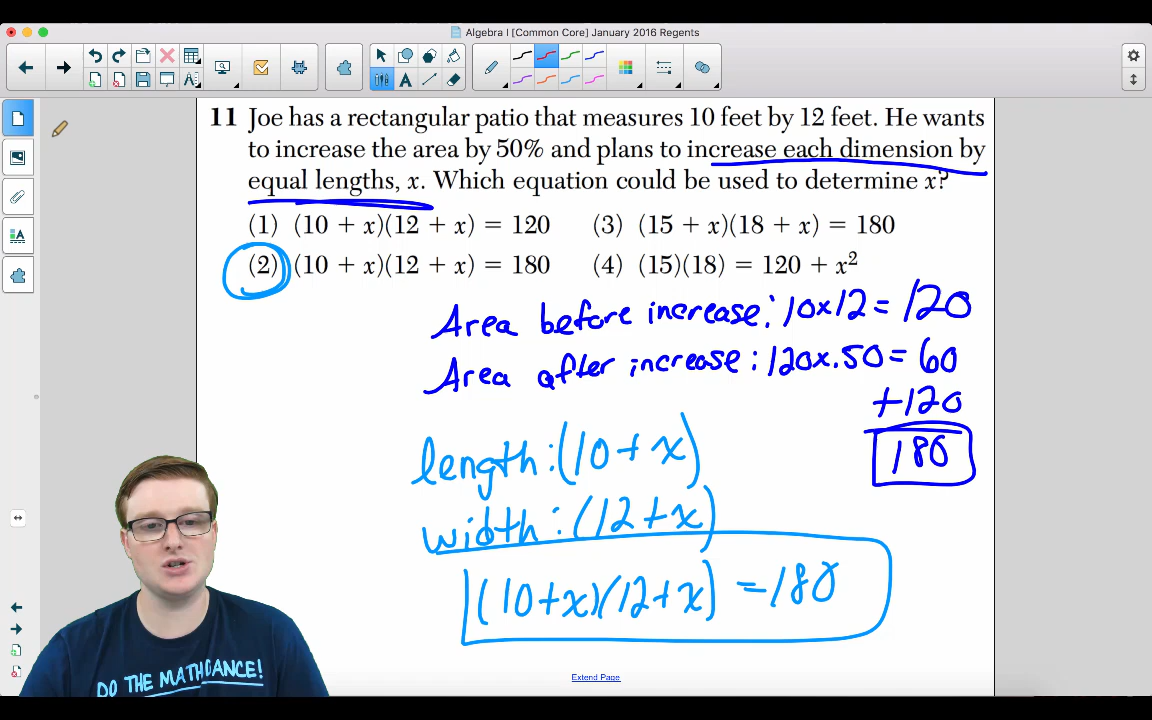 Algebra I [Common Core] January 2016 Regents
11 Joe has a rectangular patio that measures 10 feet by 12 feet. He wants
to increase the area by 50% and plans to increase each dimension by
equal lengths, x. Which equation could be used to determine x?
(1) (10 + x)(12 + x) = 120 (3) (15 + x)(18 + x) = 180
(2) (10 + x)(12 + x) = 180 (4) (15)(18) = 120 + x²
Area before increase: 10x12 = 120
Area after increase: 120x.50 = 60
+120
180
length: (10+x)
width: (12+x)
(10+x)(12+x) = 180
DO THE MATH DANCE!
Extend Page